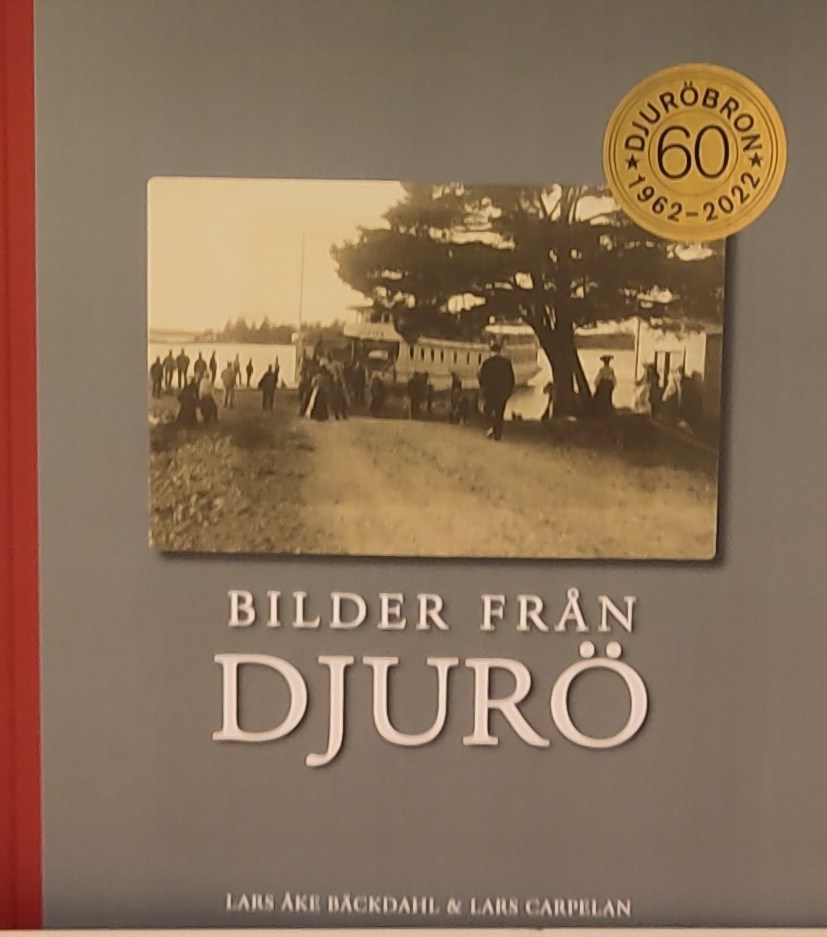 DJURÖBRON
60
1962-2022
BILDER FRÅN
DJURÖ
LARS ÅKE BÄCKDAHL & LARS CARPELAN